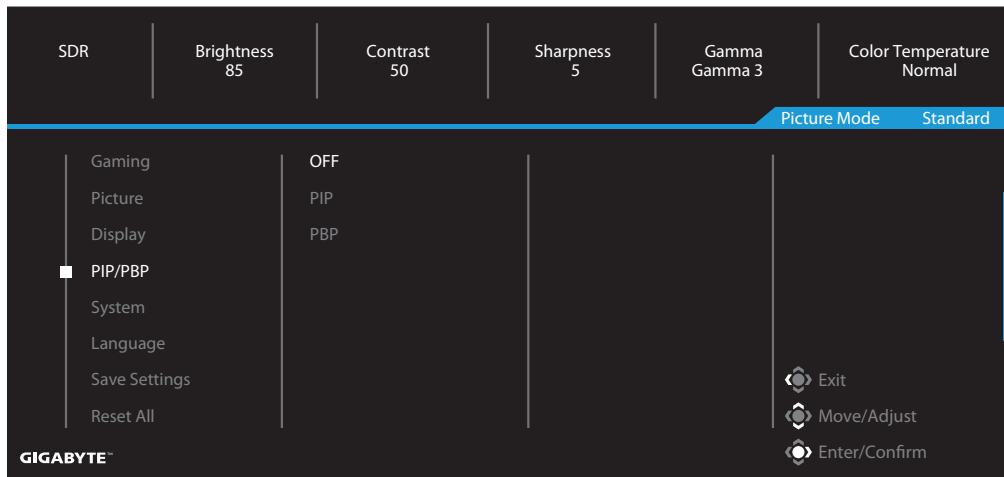 SDR Brightness Contrast Sharpness Gamma Color Temperature
85 50 5 Gamma 3 Normal
Picture Mode Standard
Gaming OFF
Picture PIP
Display PBP
PIP/PBP
System
Language
Save Settings Exit
Reset All Move/Adjust
GIGABYTE™ Enter/Confirm